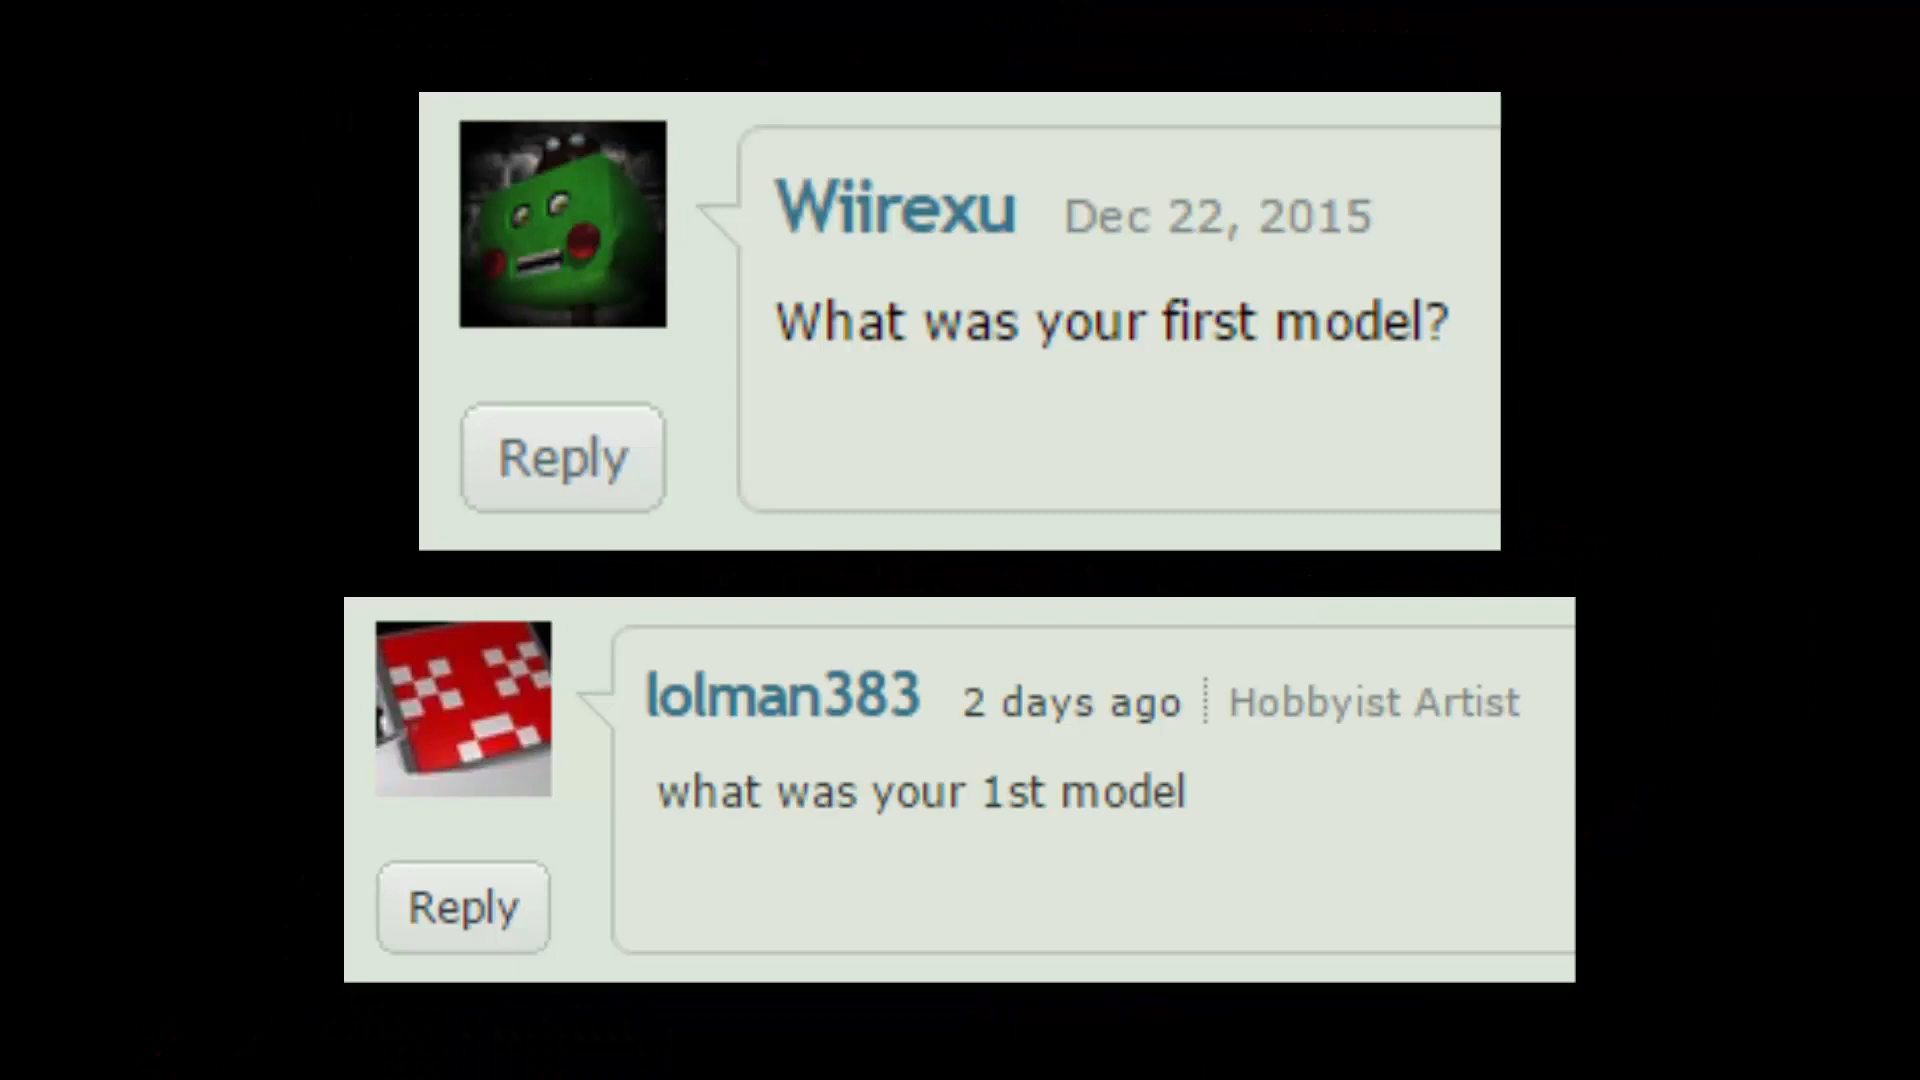 Wiirexu Dec 22, 2015
What was your first model?
Reply
lolman383 2 days ago Hobbyist Artist
what was your 1st model
Reply